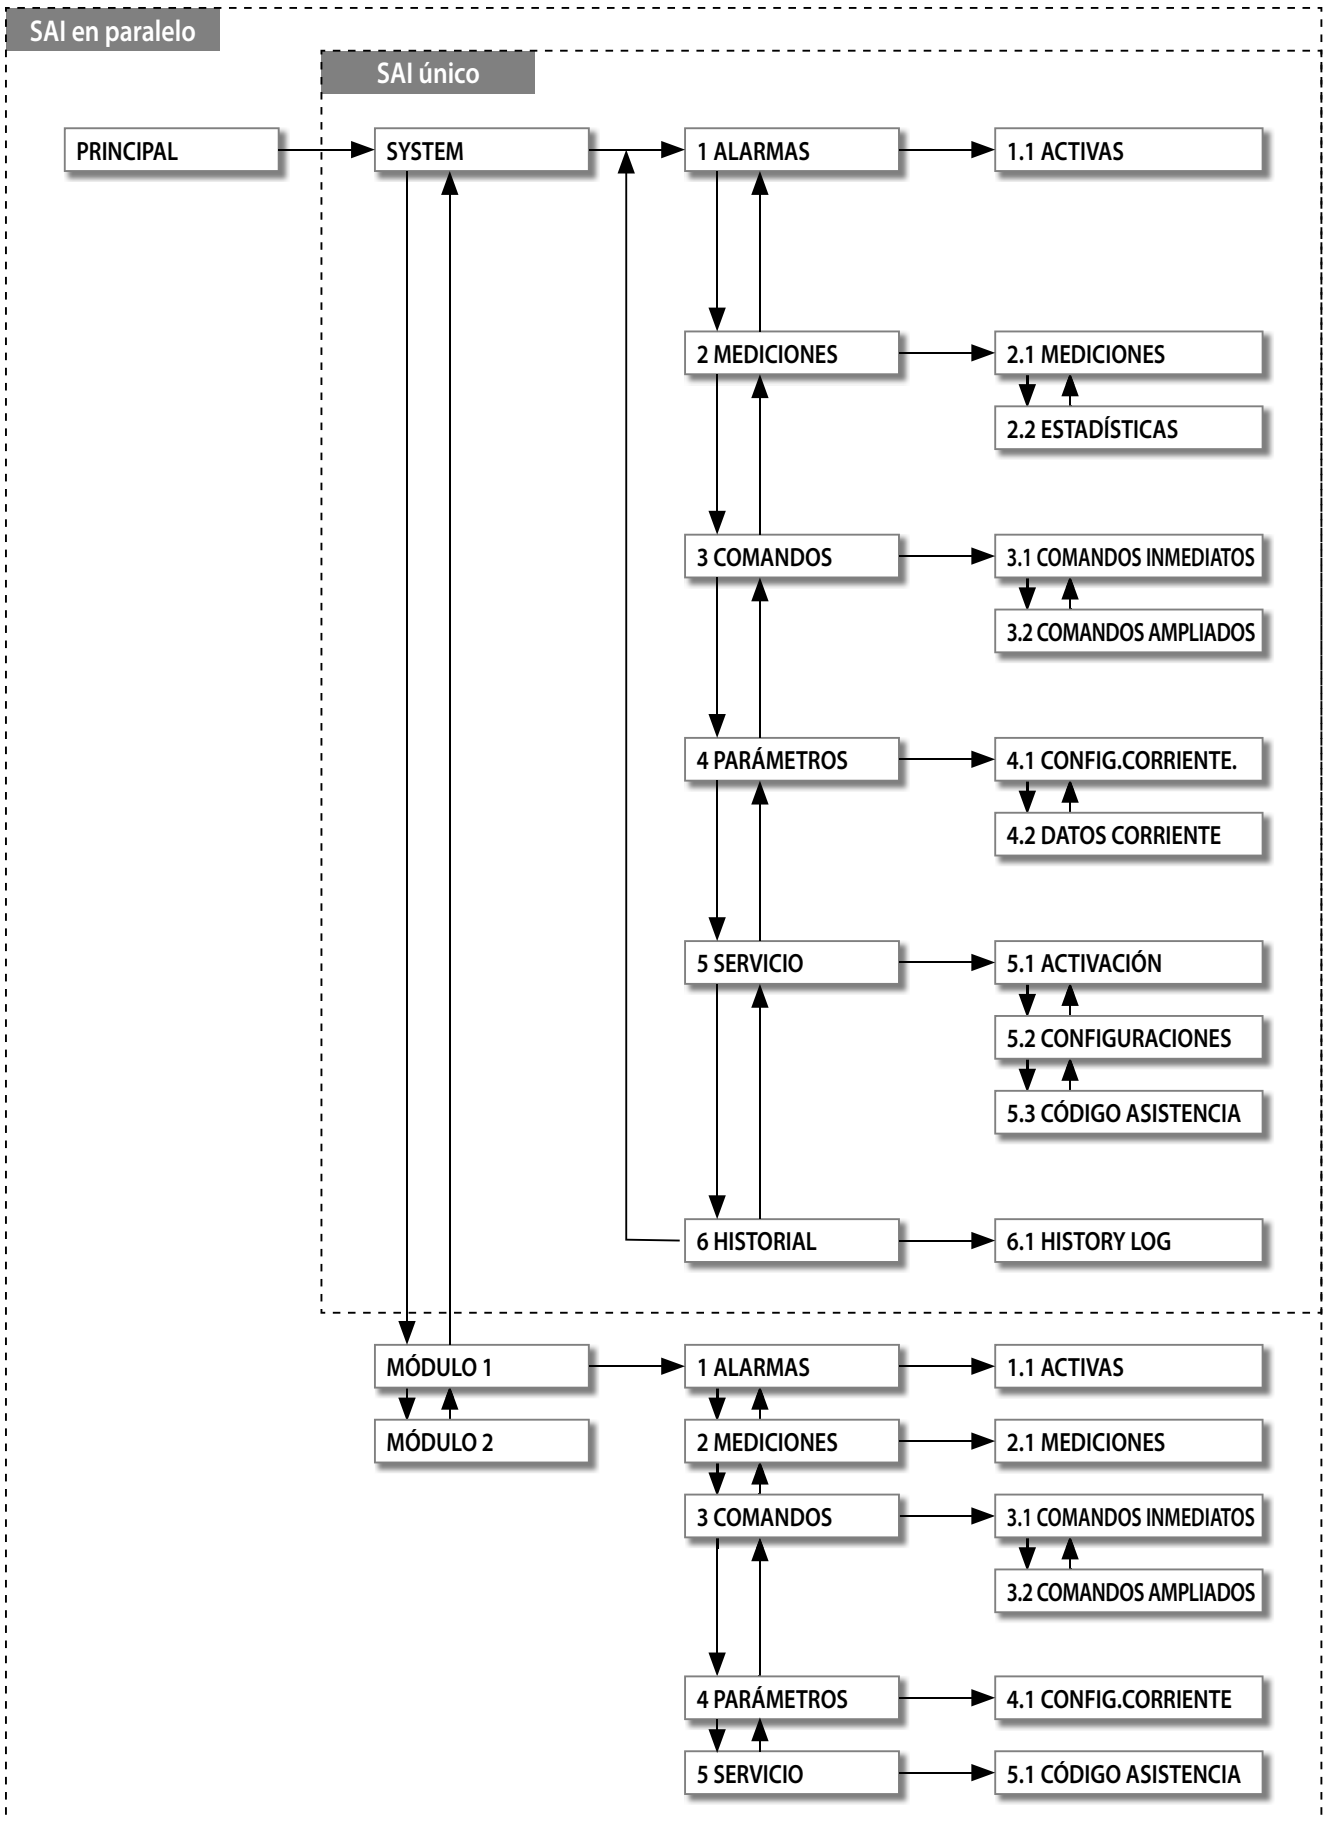 SAI en paralelo
SAI único
PRINCIPAL
SYSTEM
1 ALARMAS
1.1 ACTIVAS
2 MEDICIONES
2.1 MEDICIONES
2.2 ESTADÍSTICAS
3 COMANDOS
3.1 COMANDOS INMEDIATOS
3.2 COMANDOS AMPLIADOS
4 PARÁMETROS
4.1 CONFIG.CORRIENTE.
4.2 DATOS CORRIENTE
5 SERVICIO
5.1 ACTIVACIÓN
5.2 CONFIGURACIONES
5.3 CÓDIGO ASISTENCIA
6 HISTORIAL
6.1 HISTORY LOG
MÓDULO 1
1 ALARMAS
1.1 ACTIVAS
MÓDULO 2
2 MEDICIONES
2.1 MEDICIONES
3 COMANDOS
3.1 COMANDOS INMEDIATOS
3.2 COMANDOS AMPLIADOS
4 PARÁMETROS
4.1 CONFIG.CORRIENTE
5 SERVICIO
5.1 CÓDIGO ASISTENCIA